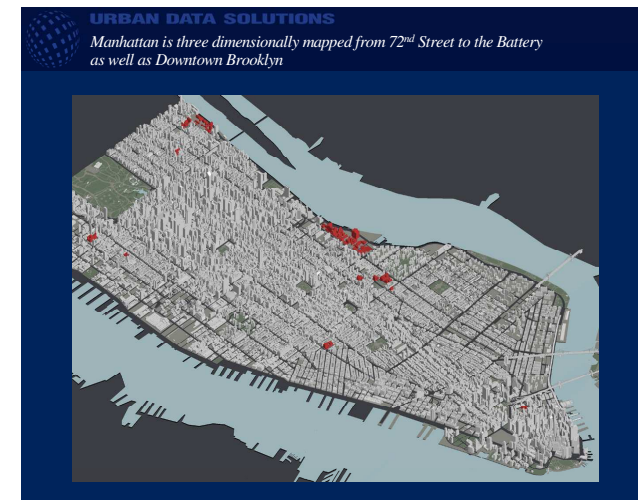 URBAN DATA SOLUTIONS
Manhattan is three dimensionally mapped from 72nd Street to the Battery
as well as Downtown Brooklyn